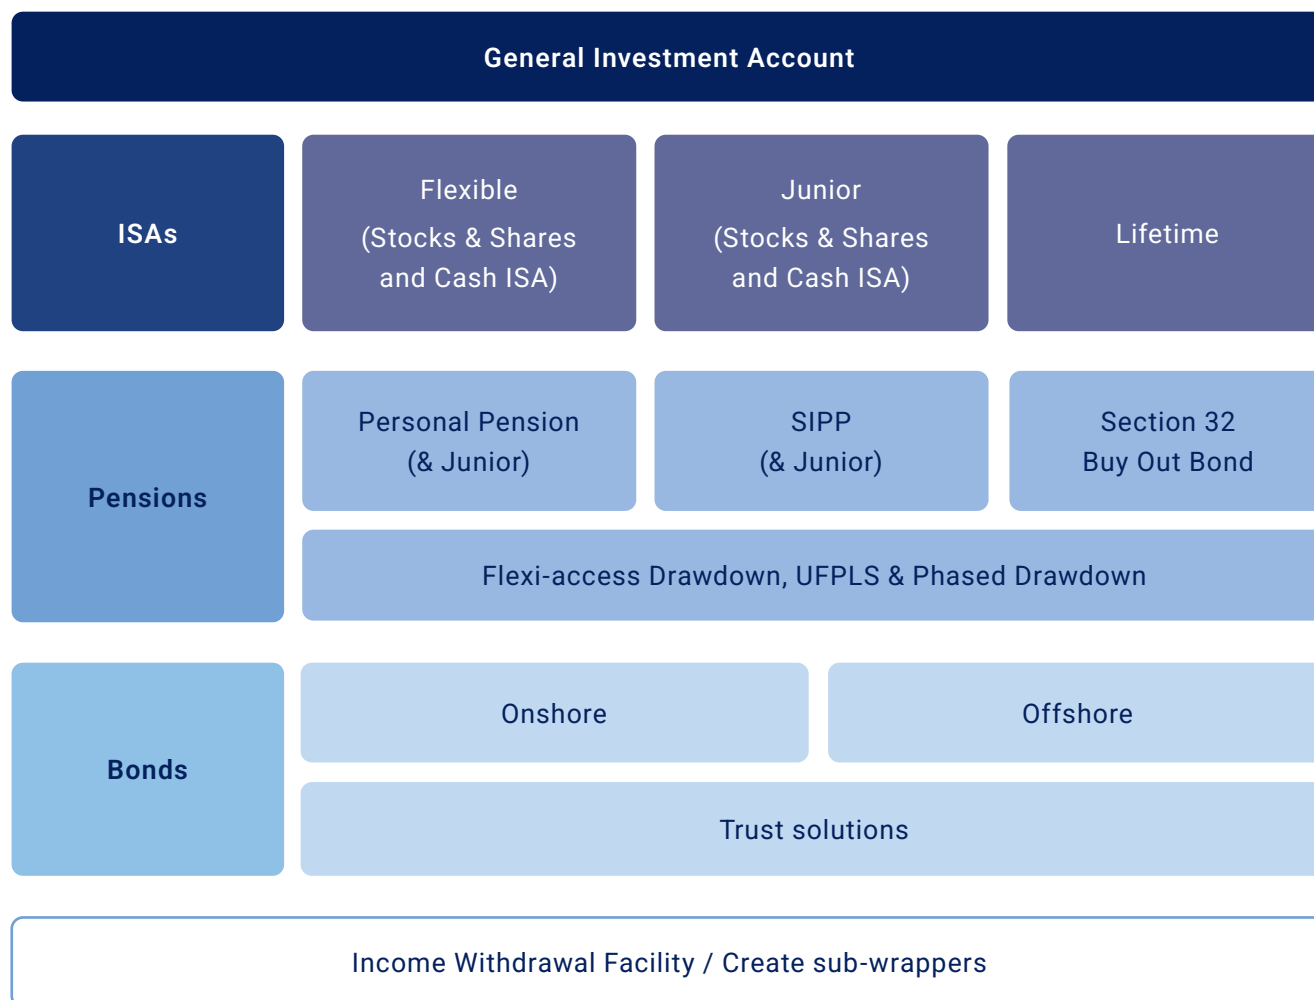 General Investment Account
ISAs
Flexible
(Stocks & Shares
and Cash ISA)
Junior
(Stocks & Shares
and Cash ISA)
Lifetime
Pensions
Personal Pension
(& Junior)
SIPP
(& Junior)
Section 32
Buy Out Bond
Flexi-access Drawdown, UFPLS & Phased Drawdown
Bonds
Onshore
Offshore
Trust solutions
Income Withdrawal Facility / Create sub-wrappers